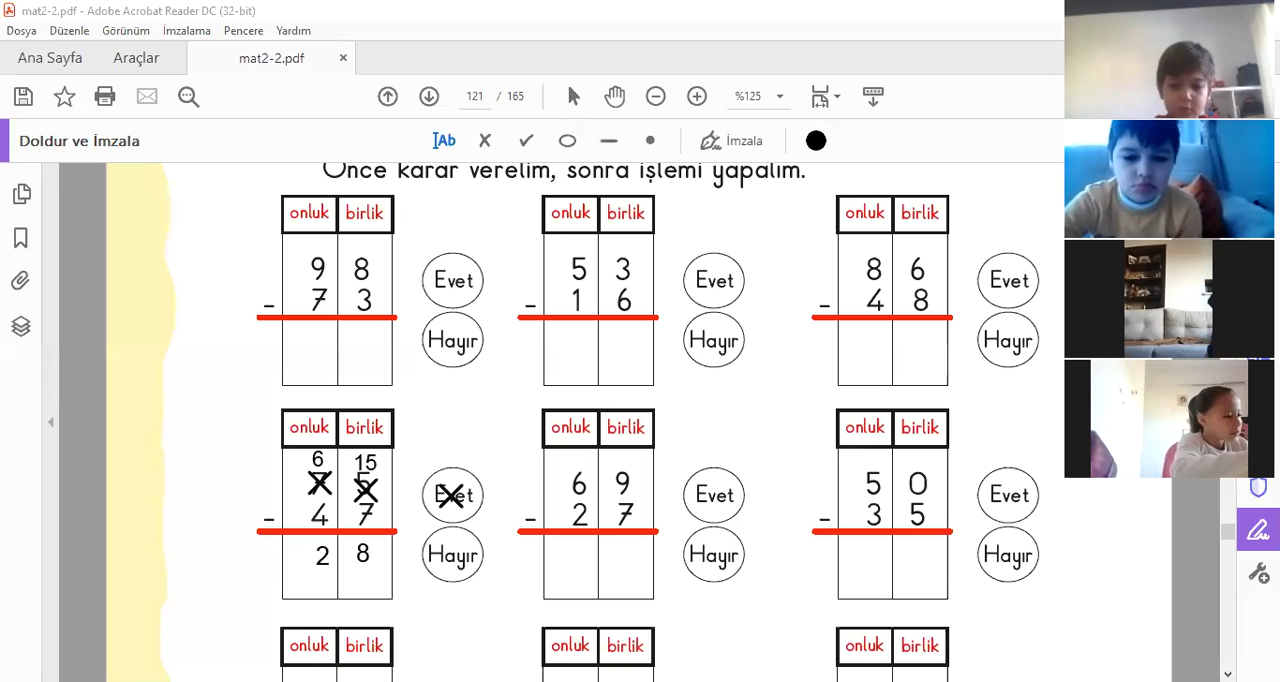 mat2-2.pdf - Adobe Acrobat Reader DC (32-bit)
Dosya Düzenle Görünüm İmzalama Pencere Yardım
Ana Sayfa Araçlar mat2-2.pdf ×
121 / 165 %125
Doldur ve İmzala IAb İmzala
Önce karar verelim, sonra işlemi yapalım.
onluk birlik onluk birlik onluk birlik
9 8 Evet 5 3 Evet 8 6 Evet
- 7 3 - 1 6 - 4 8
Hayır Hayır Hayır
onluk birlik onluk birlik onluk birlik
6 15
7 5 Evet 6 9 Evet 5 0 Evet
- 4 7 - 2 7 - 3 5
2 8 Hayır Hayır Hayır
onluk birlik onluk birlik onluk birlik